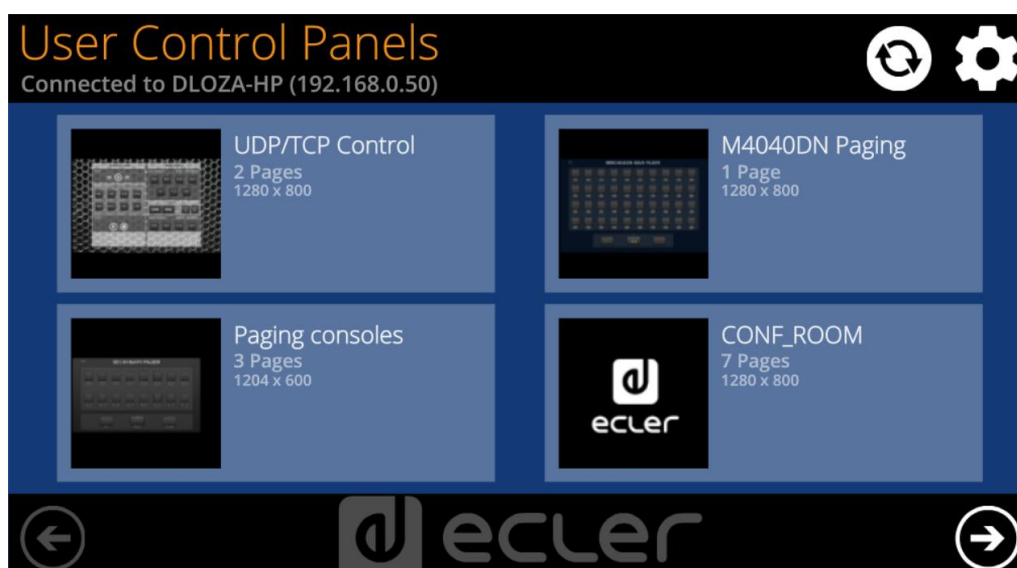 User Control Panels
Connected to DLOZA-HP (192.168.0.50)
UDP/TCP Control
2 Pages
1280 x 800
M4040DN Paging
1 Page
1280 x 800
Paging consoles
3 Pages
1204 x 600
ecler
CONF_ROOM
7 Pages
1280 x 800
ecler